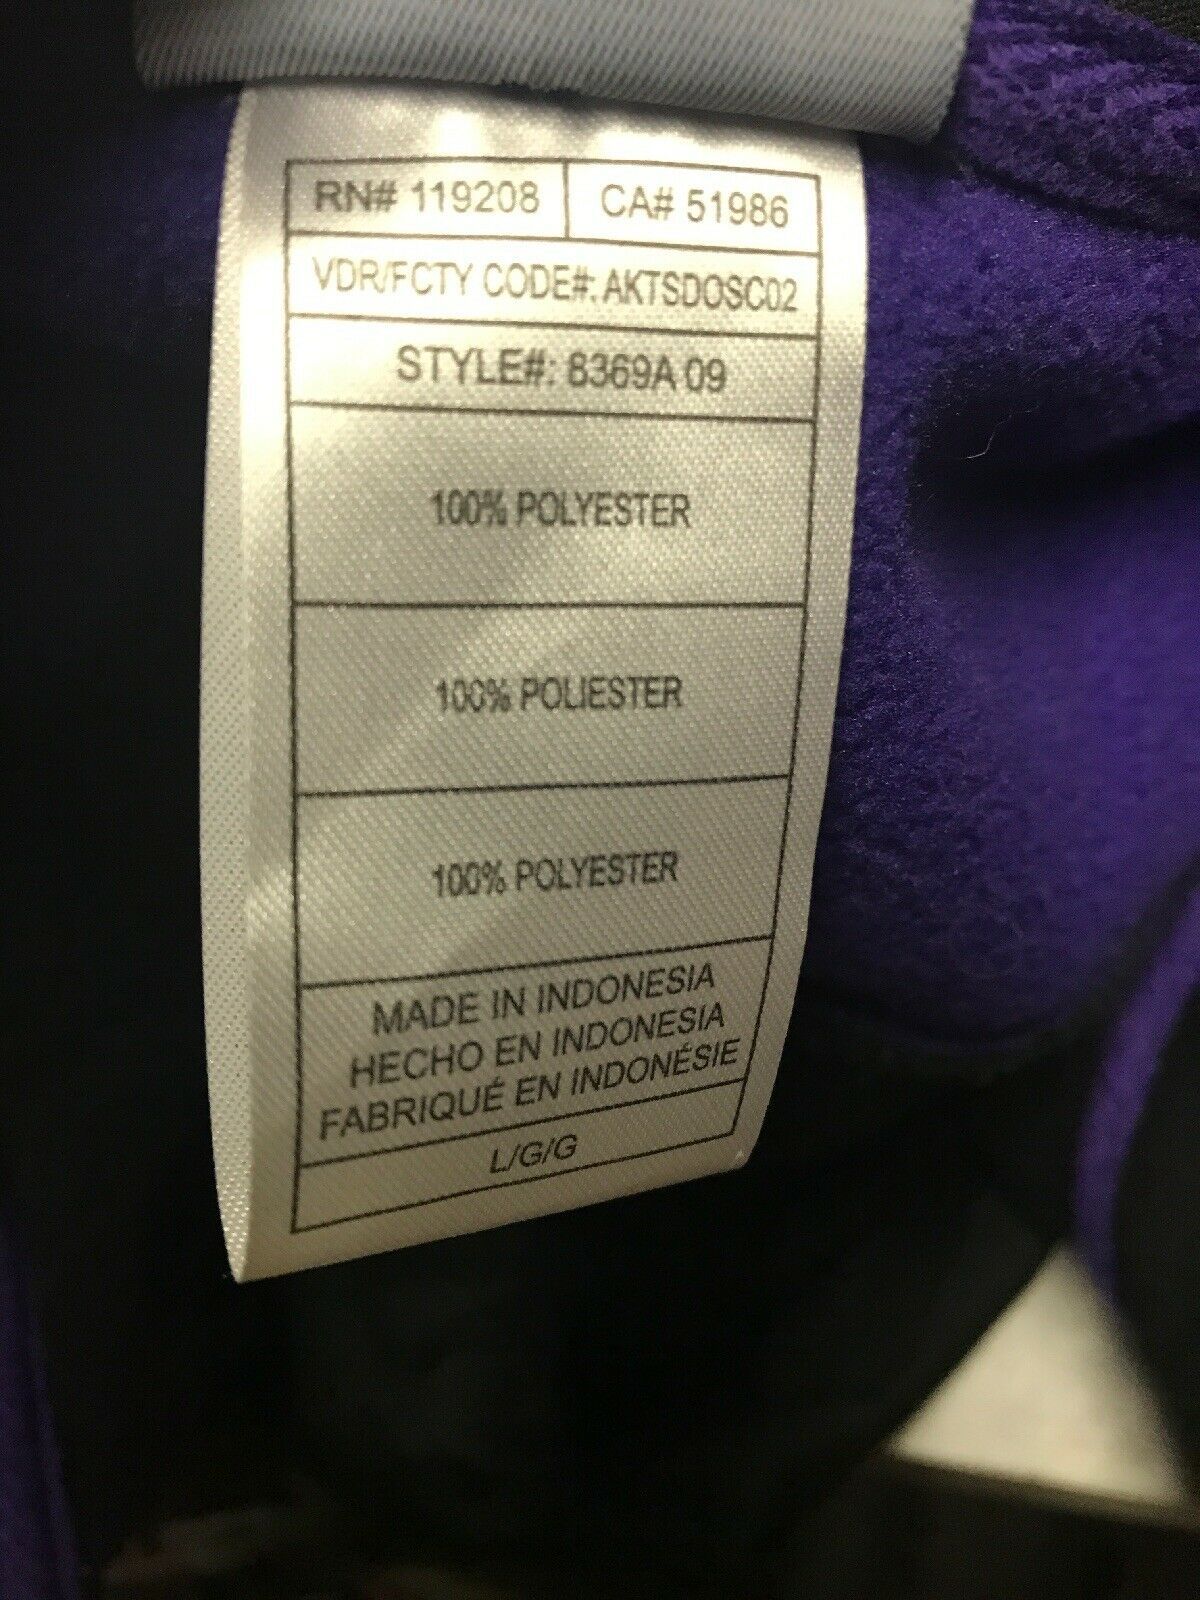 RN# 119208 CA# 51986
VDR/FCTY CODE#: AKTSDOSC02
STYLE#: 8369A 09
100% POLYESTER
100% POLIESTER
100% POLYESTER
MADE IN INDONESIA
HECHO EN INDONESIA
FABRIQUÉ EN INDONÉSIE
L/G/G